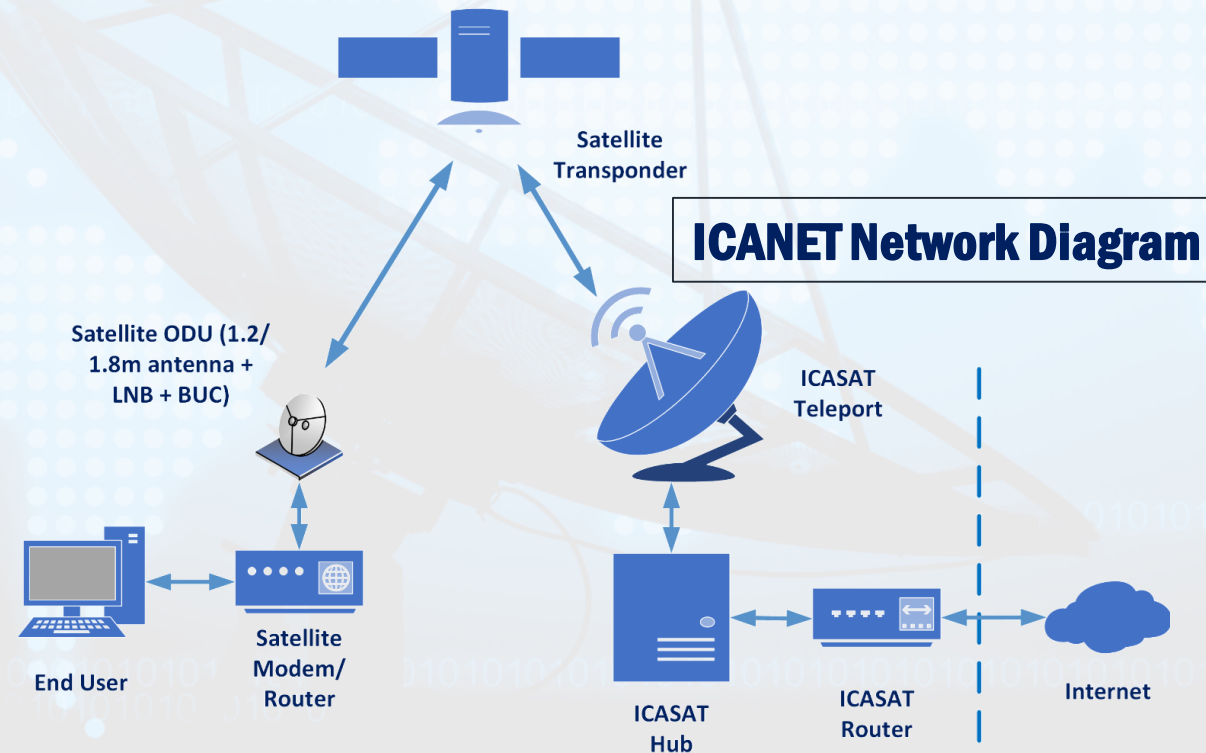 Satellite
Transponder
ICANET Network Diagram
Satellite ODU (1.2/
1.8m antenna +
LNB + BUC)
ICASAT
Teleport
End User
Satellite
Modem/
Router
ICASAT
Hub
ICASAT
Router
Internet